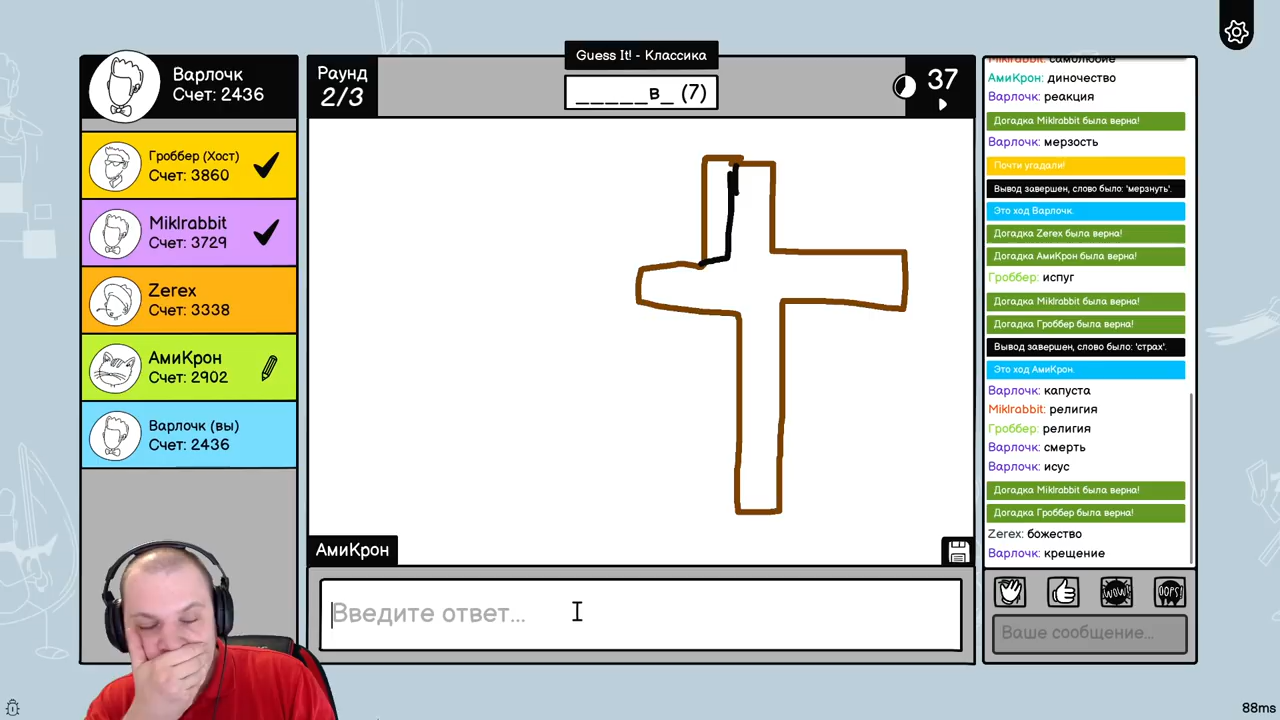 Guess It! - Классика
_____в_ (7)
Варлочк
Счет: 2436
Раунд
2/3
37
Гроббер (Хост)
Счет: 3860
Miklrabbit
Счет: 3729
Zerex
Счет: 3338
АмиКрон
Счет: 2902
Варлочк (вы)
Счет: 2436
АмиКрон
Введите ответ...
Miklrabbit: самолюбие
АмиКрон: диночество
Варлочк: реакция
Догадка Miklrabbit была верна!
Варлочк: мерзость
Почти угадали!
Вывод завершен, слово было: 'мерзнуть'.
Это ход Варлочк.
Догадка Zerex была верна!
Догадка АмиКрон была верна!
Гроббер: испуг
Догадка Miklrabbit была верна!
Догадка Гроббер была верна!
Вывод завершен, слово было: 'страх'.
Это ход АмиКрон.
Варлочк: капуста
Miklrabbit: религия
Гроббер: религия
Варлочк: смерть
Варлочк: исус
Догадка Miklrabbit была верна!
Догадка Гроббер была верна!
Zerex: божество
Варлочк: крещение
WOW!
OOPS!
Ваше сообщение...
88ms